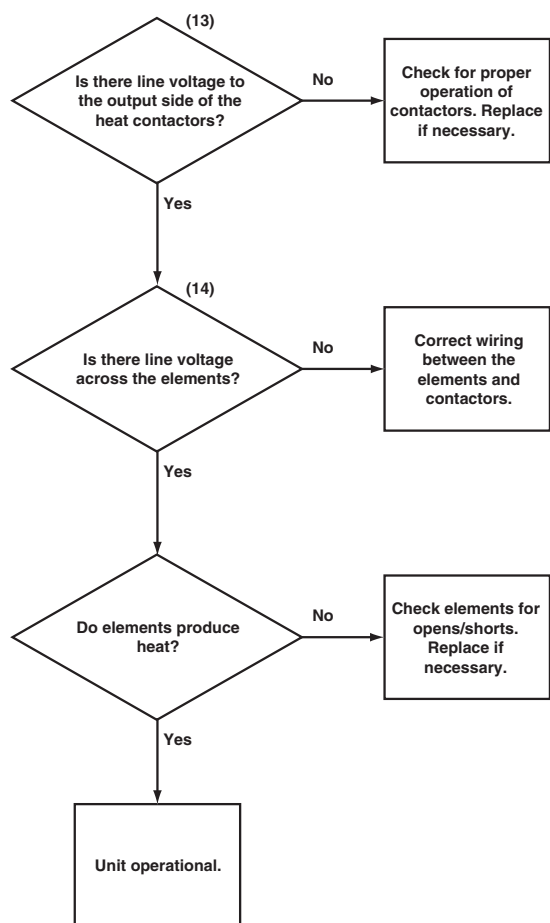 (13)
Is there line voltage to
the output side of the
heat contactors?
No
Check for proper
operation of
contactors. Replace
if necessary.
Yes
(14)
Is there line voltage
across the elements?
No
Correct wiring
between the
elements and
contactors.
Yes
Do elements produce
heat?
No
Check elements for
opens/shorts.
Replace if
necessary.
Yes
Unit operational.